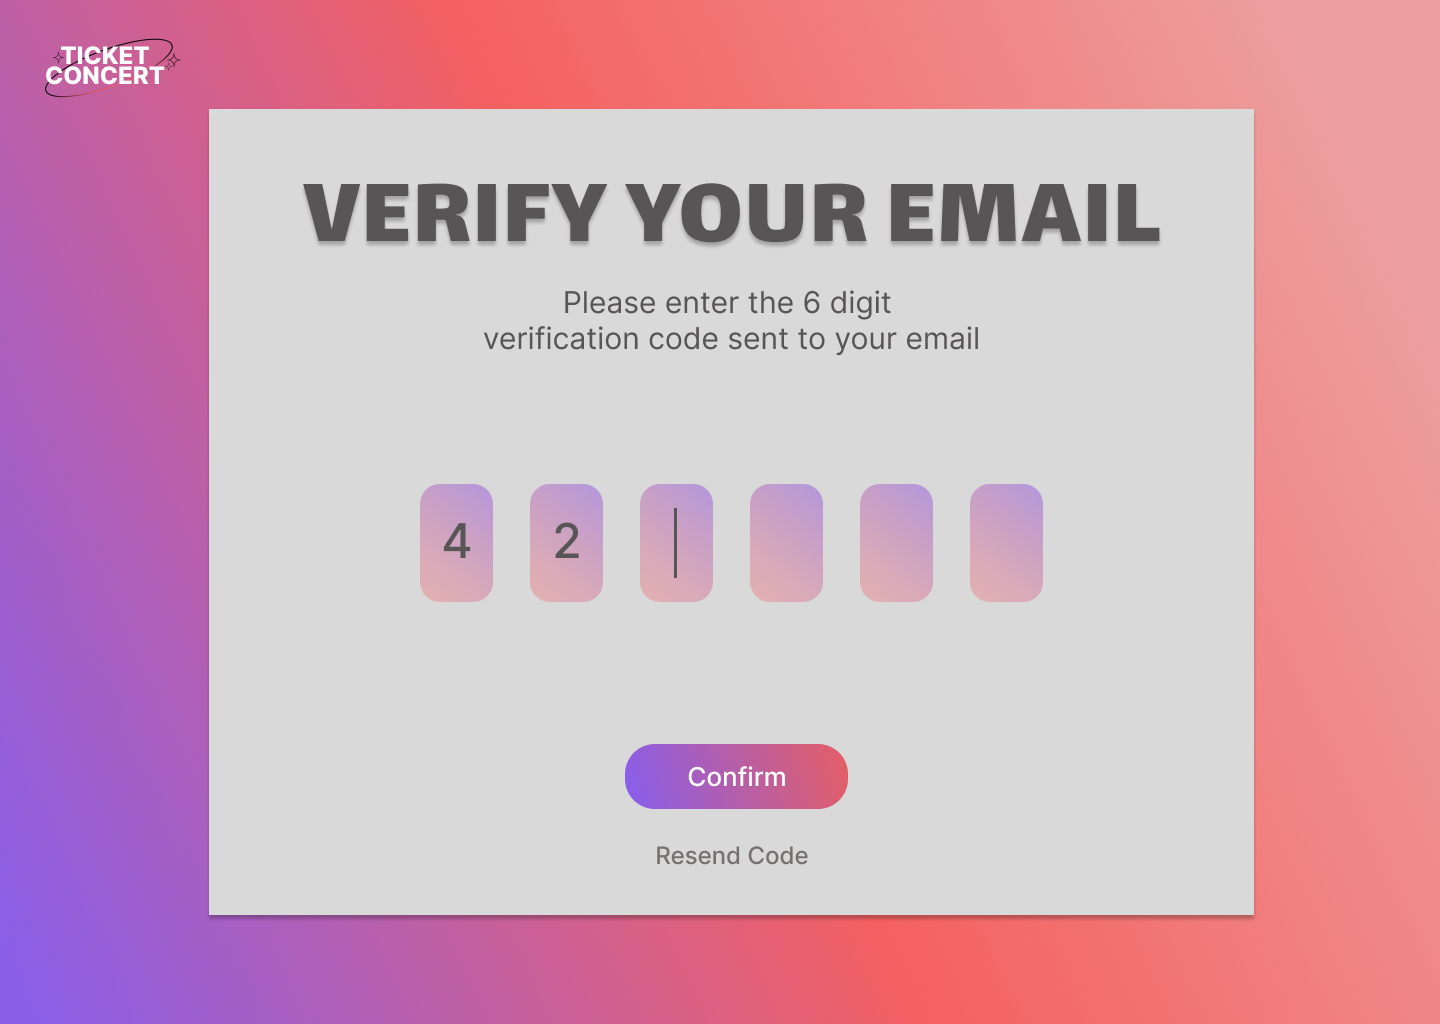 TICKET
CONCERT
VERIFY YOUR EMAIL
Please enter the 6 digit
verification code sent to your email
4 2
Confirm
Resend Code